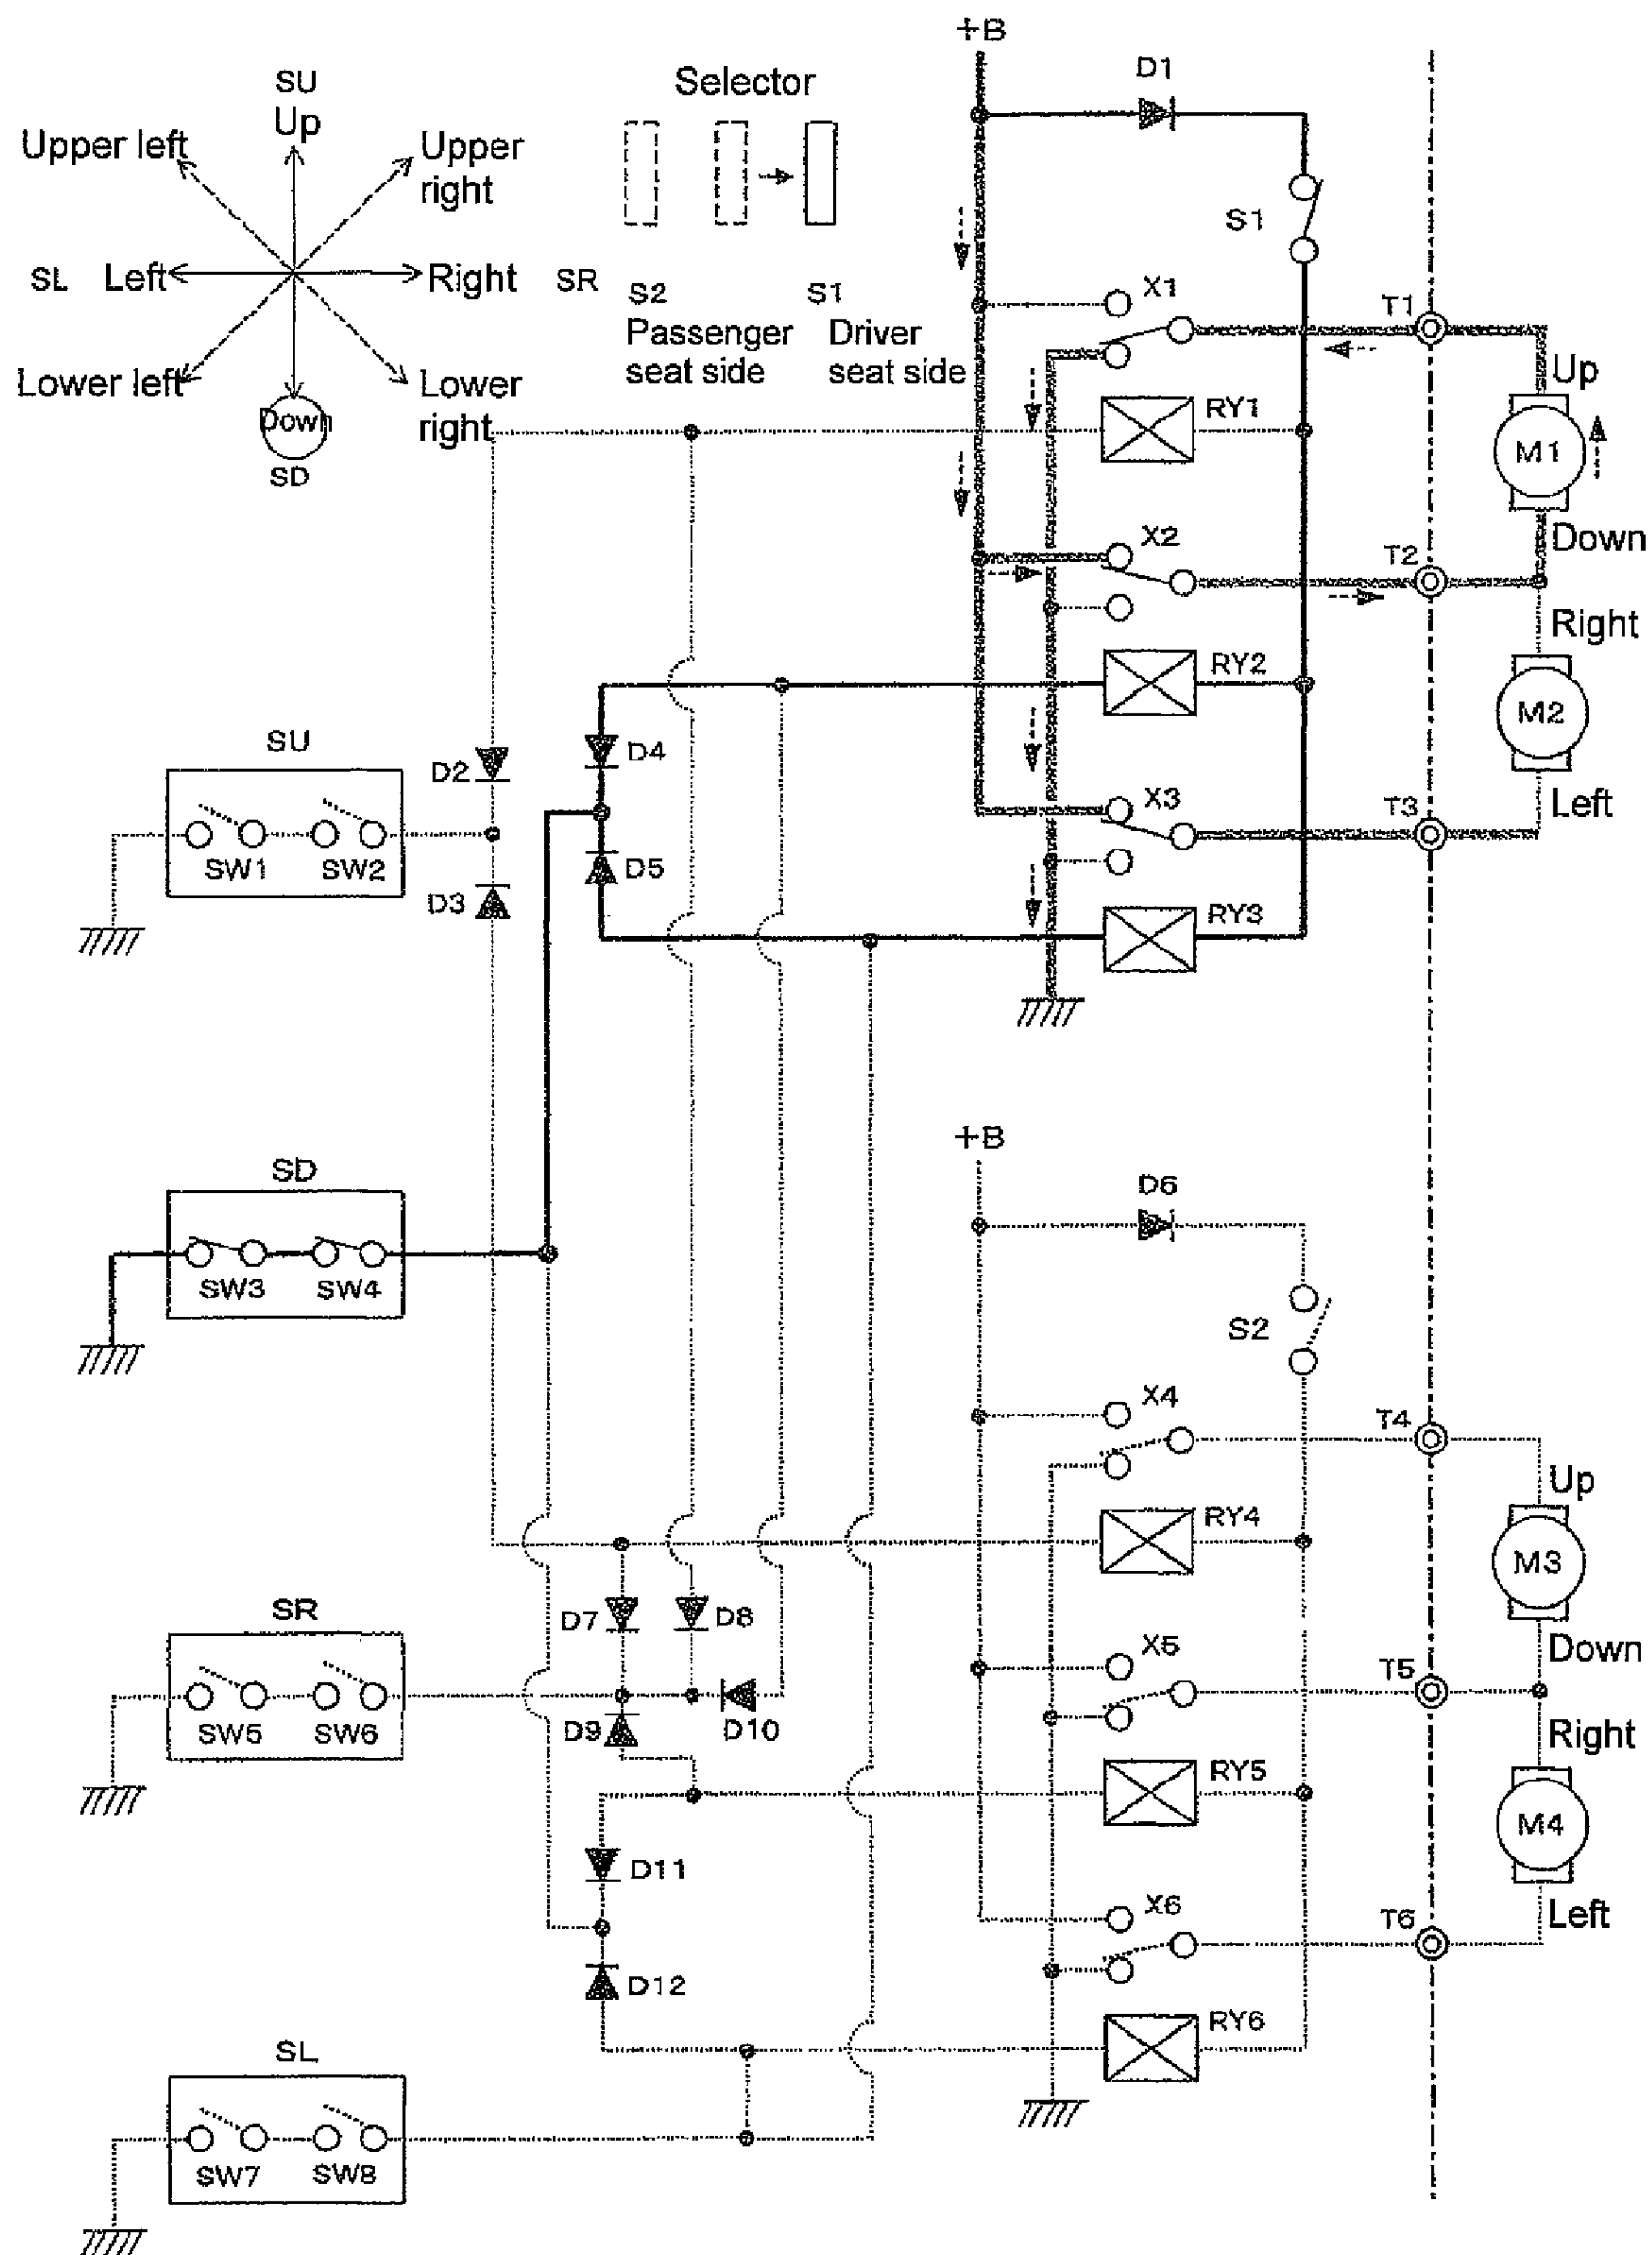 +B
SU
Up
Selector
D1
Upper left
Upper
right
S1
SL
Left
Right
SR
S2
Passenger
seat side
S1
Driver
seat side
X1
T1
Up
Lower left
Lower
right
Down
SD
RY1
M1
X2
T2
Down
Right
RY2
M2
SU
D4
D2
SW1
SW2
X3
T3
Left
D5
D3
RY3
+B
SD
D6
SW3
SW4
S2
X4
T4
Up
RY4
M3
SR
D7
D8
X5
T5
Down
SW5
SW6
D9
D10
Right
RY5
M4
D11
X6
T6
Left
D12
RY6
SL
SW7
SW8